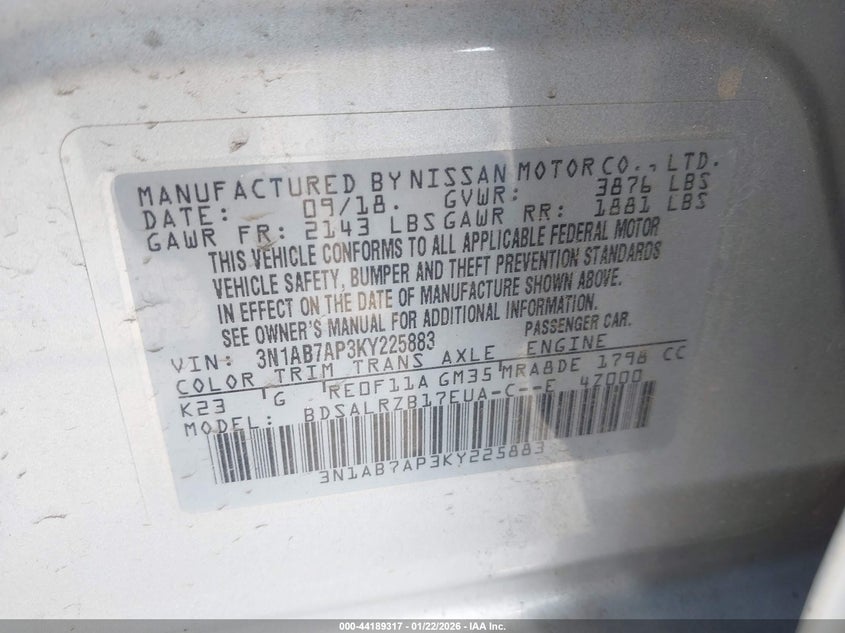 MANUFACTURED BY NISSAN MOTOR CO., LTD.
DATE: 09/18. GVWR: 3876 LBS
GAWR FR: 2143 LBS GAWR RR: 1881 LBS
THIS VEHICLE CONFORMS TO ALL APPLICABLE FEDERAL MOTOR
VEHICLE SAFETY, BUMPER AND THEFT PREVENTION STANDARDS
IN EFFECT ON THE DATE OF MANUFACTURE SHOWN ABOVE.
SEE OWNER'S MANUAL FOR ADDITIONAL INFORMATION.
PASSENGER CAR.
VIN: 3N1AB7AP3KY225883
COLOR TRIM TRANS AXLE ENGINE
K23 G RE0F11A GM35 MRA8DE 1798 CC
MODEL: BDSALRZB17EUA-C--E 4Z000
3N1AB7AP3KY225883
000-44189317 | 01/22/2026 - IAA Inc.